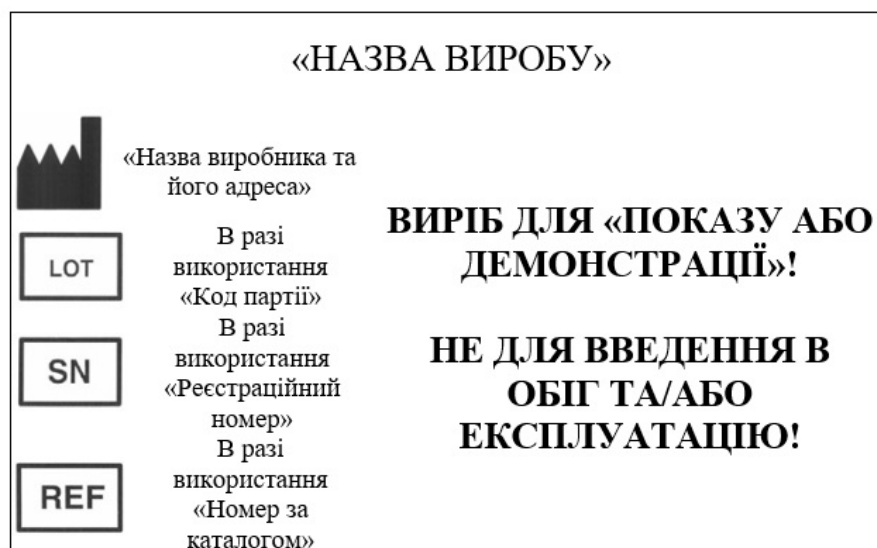 «НАЗВА ВИРОБУ»
«Назва виробника та
його адреса»
LOT
В разі
використання
«Код партії»
SN
В разі
використання
«Реєстраційний
номер»
REF
В разі
використання
«Номер за
каталогом»
ВИРІБ ДЛЯ «ПОКАЗУ АБО
ДЕМОНСТРАЦІЇ»!
НЕ ДЛЯ ВВЕДЕННЯ В
ОБІГ ТА/АБО
ЕКСПЛУАТАЦІЮ!